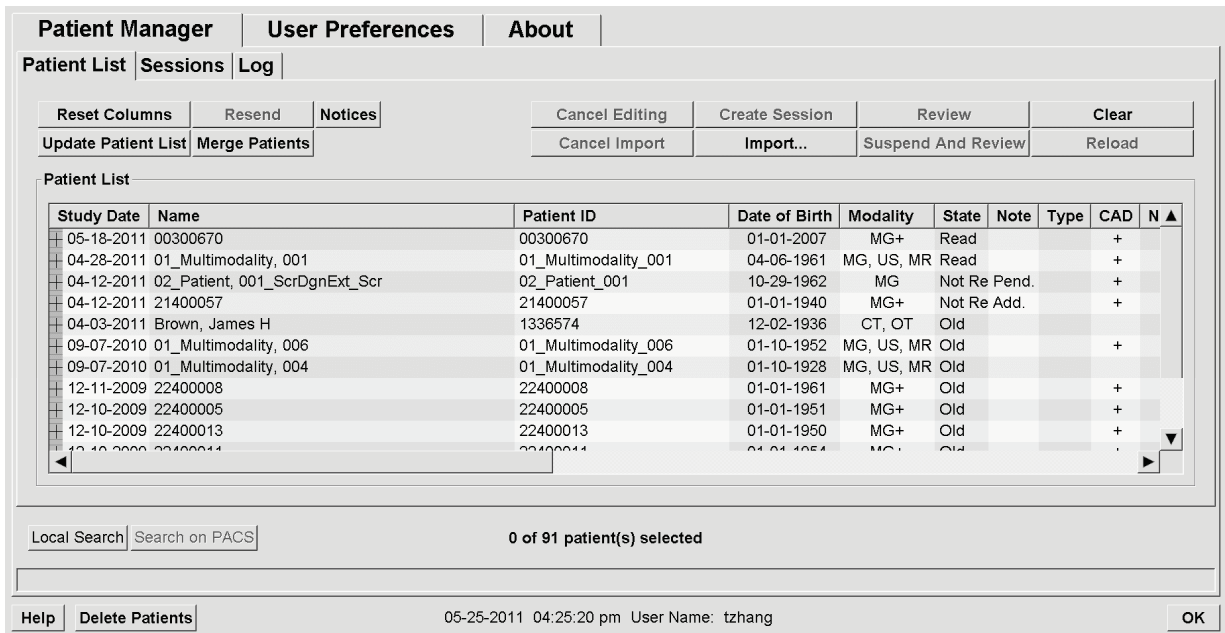 Patient Manager User Preferences About
Patient List Sessions Log
Reset Columns Resend Notices Cancel Editing Create Session Review Clear
Update Patient List Merge Patients Cancel Import Import... Suspend And Review Reload
Patient List
Study Date Name Patient ID Date of Birth Modality State Note Type CAD N
05-18-2011 00300670 00300670 01-01-2007 MG+ Read +
04-28-2011 01_Multimodality, 001 01_Multimodality_001 04-06-1961 MG, US, MR Read +
04-12-2011 02_Patient, 001_ScrDgnExt_Scr 02_Patient_001 10-29-1962 MG Not Re Pend. +
04-12-2011 21400057 21400057 01-01-1940 MG+ Not Re Add. +
04-03-2011 Brown, James H 1336574 12-02-1936 CT, OT Old
09-07-2010 01_Multimodality, 006 01_Multimodality_006 01-10-1952 MG, US, MR Old +
09-07-2010 01_Multimodality, 004 01_Multimodality_004 01-10-1928 MG, US, MR Old
12-11-2009 22400008 22400008 01-01-1961 MG+ Old +
12-10-2009 22400005 22400005 01-01-1951 MG+ Old +
12-10-2009 22400013 22400013 01-01-1950 MG+ Old +
Local Search Search on PACS 0 of 91 patient(s) selected
Help Delete Patients 05-25-2011 04:25:20 pm User Name: tzhang OK